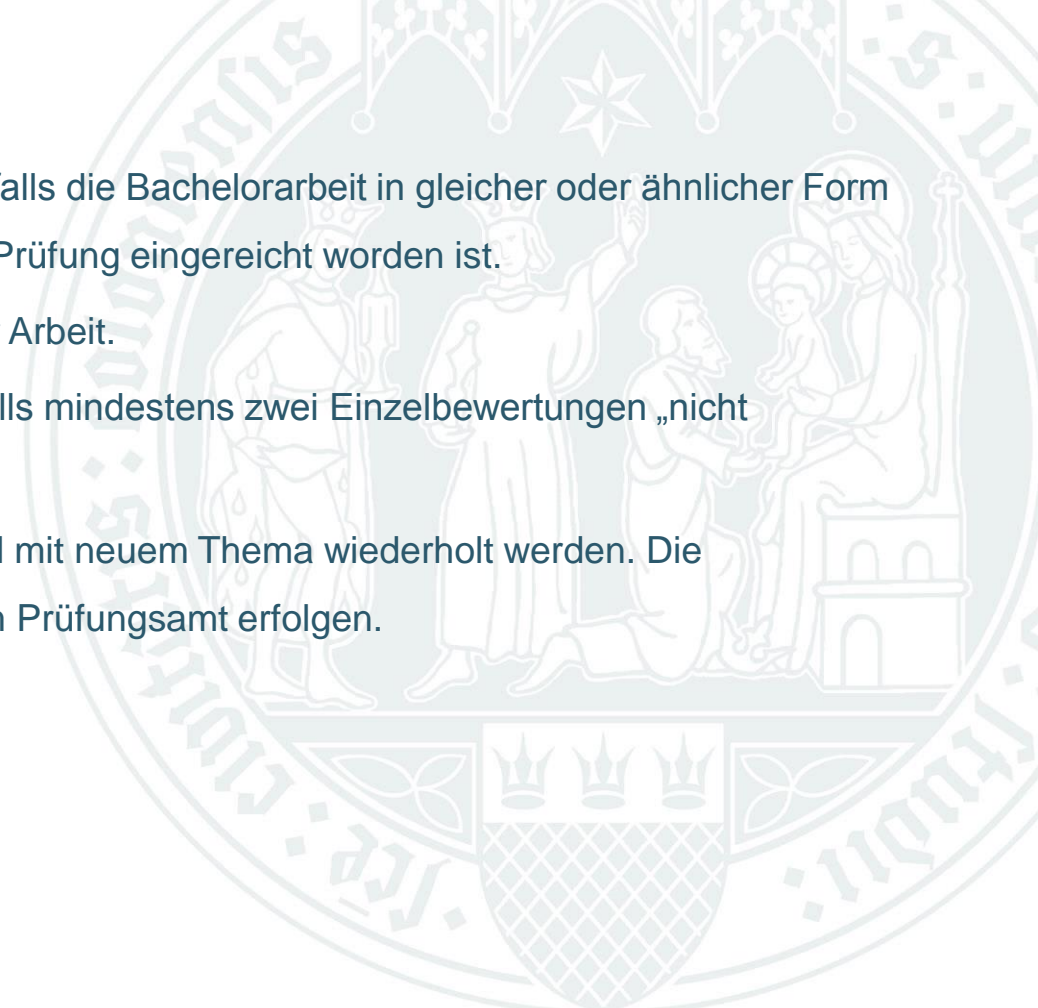 falls die Bachelorarbeit in gleicher oder ähnlicher Form
Prüfung eingereicht worden ist.
Arbeit.
lls mindestens zwei Einzelbewertungen „nicht
mit neuem Thema wiederholt werden. Die
Prüfungsamt erfolgen.